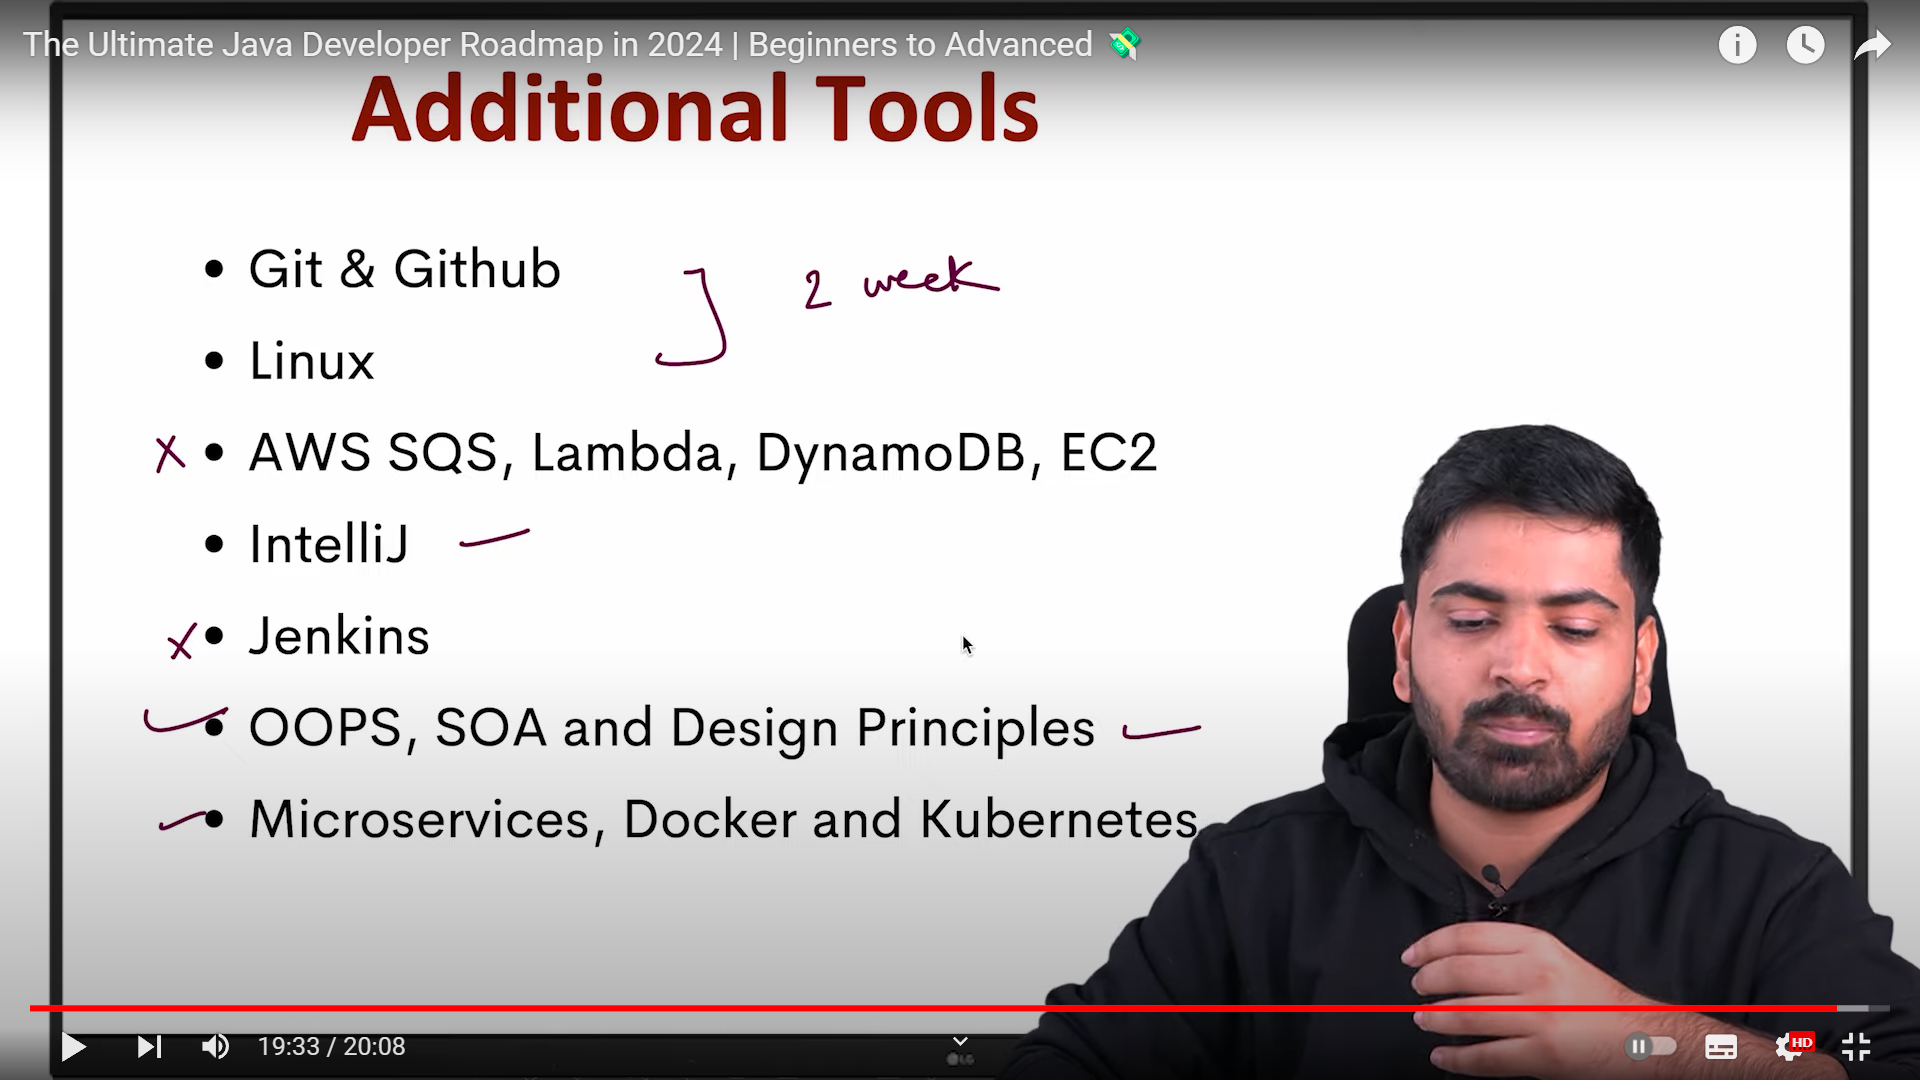 The Ultimate Java Developer Roadmap in 2024 | Beginners to Advanced 💸
Additional Tools
• Git & Github
2 week
• Linux
x • AWS SQS, Lambda, DynamoDB, EC2
• IntelliJ
x • Jenkins
• OOPS, SOA and Design Principles
• Microservices, Docker and Kubernetes
19:33 / 20:08
LG
HD